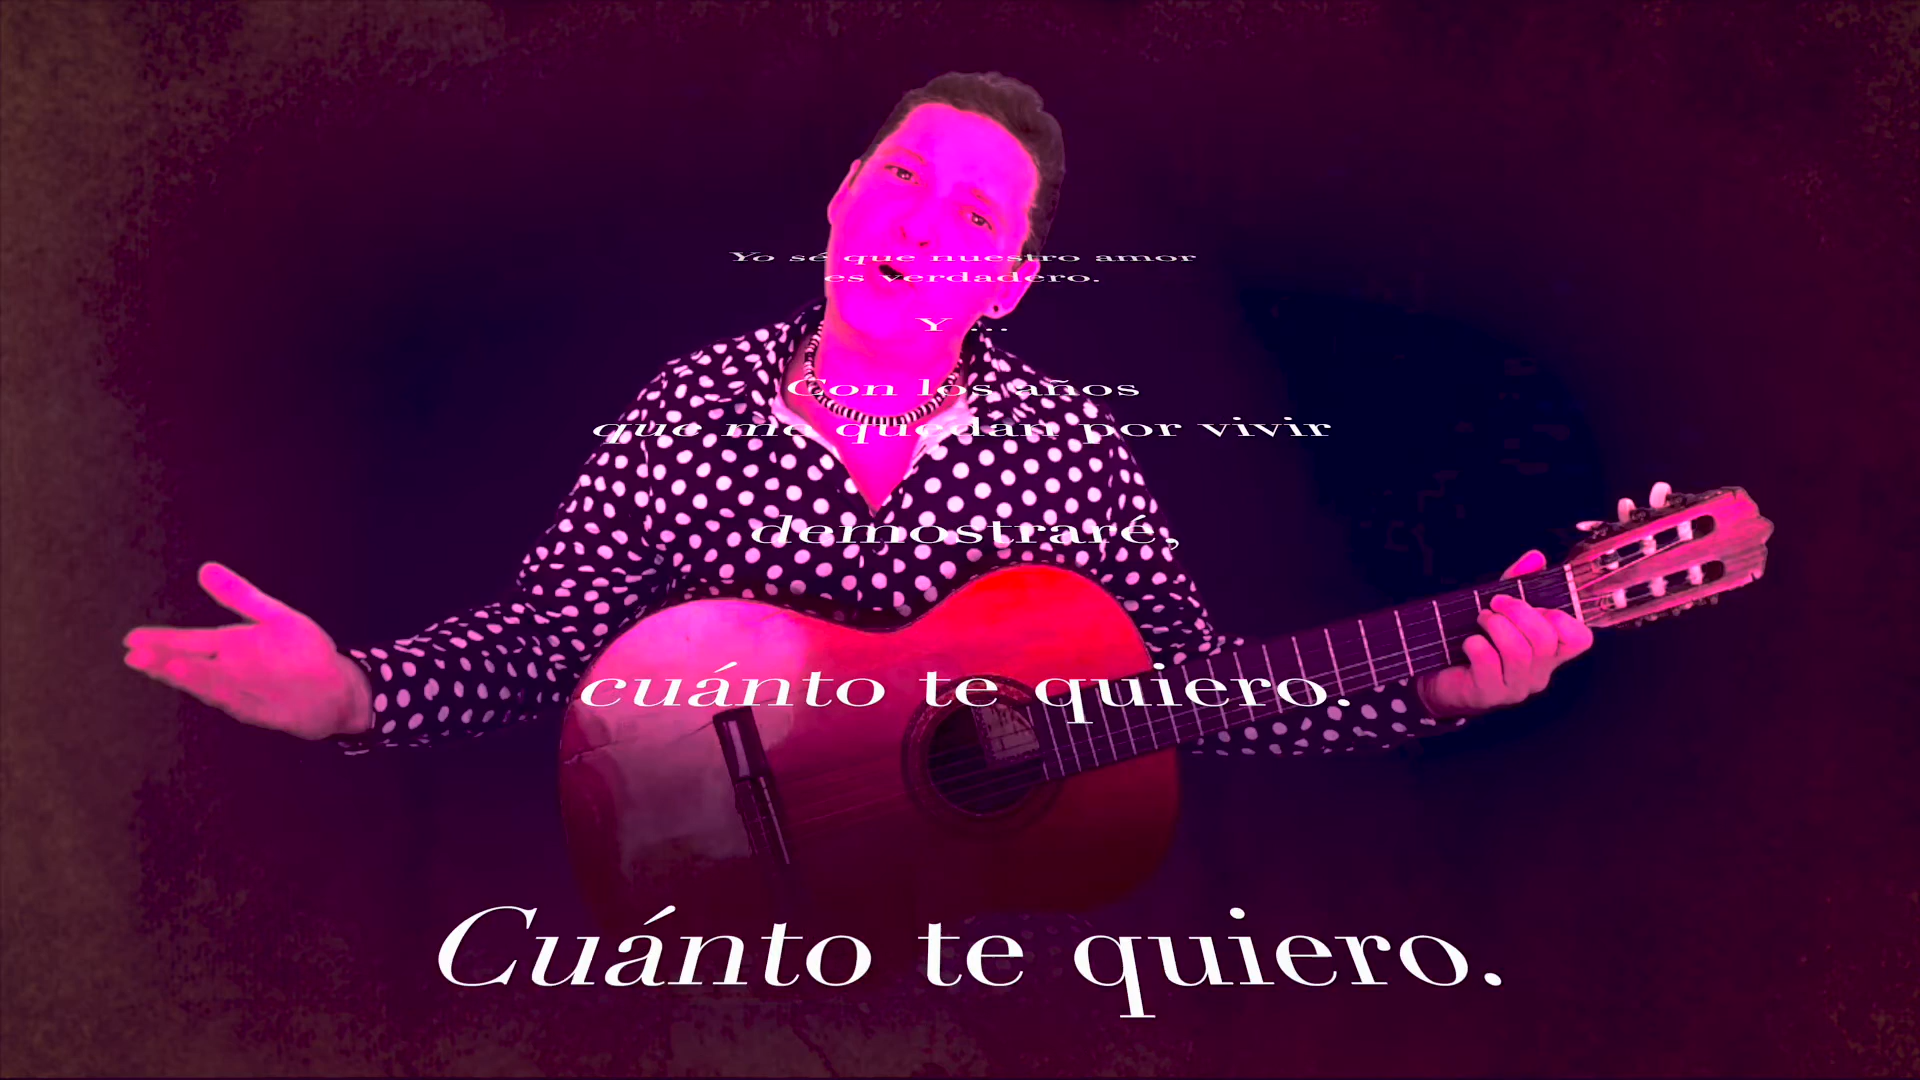 Yo sé que nuestro amor
es verdadero.
Y ...
Con los años
que me quedan por vivir
demostraré,
cuánto te quiero.
Cuánto te quiero.